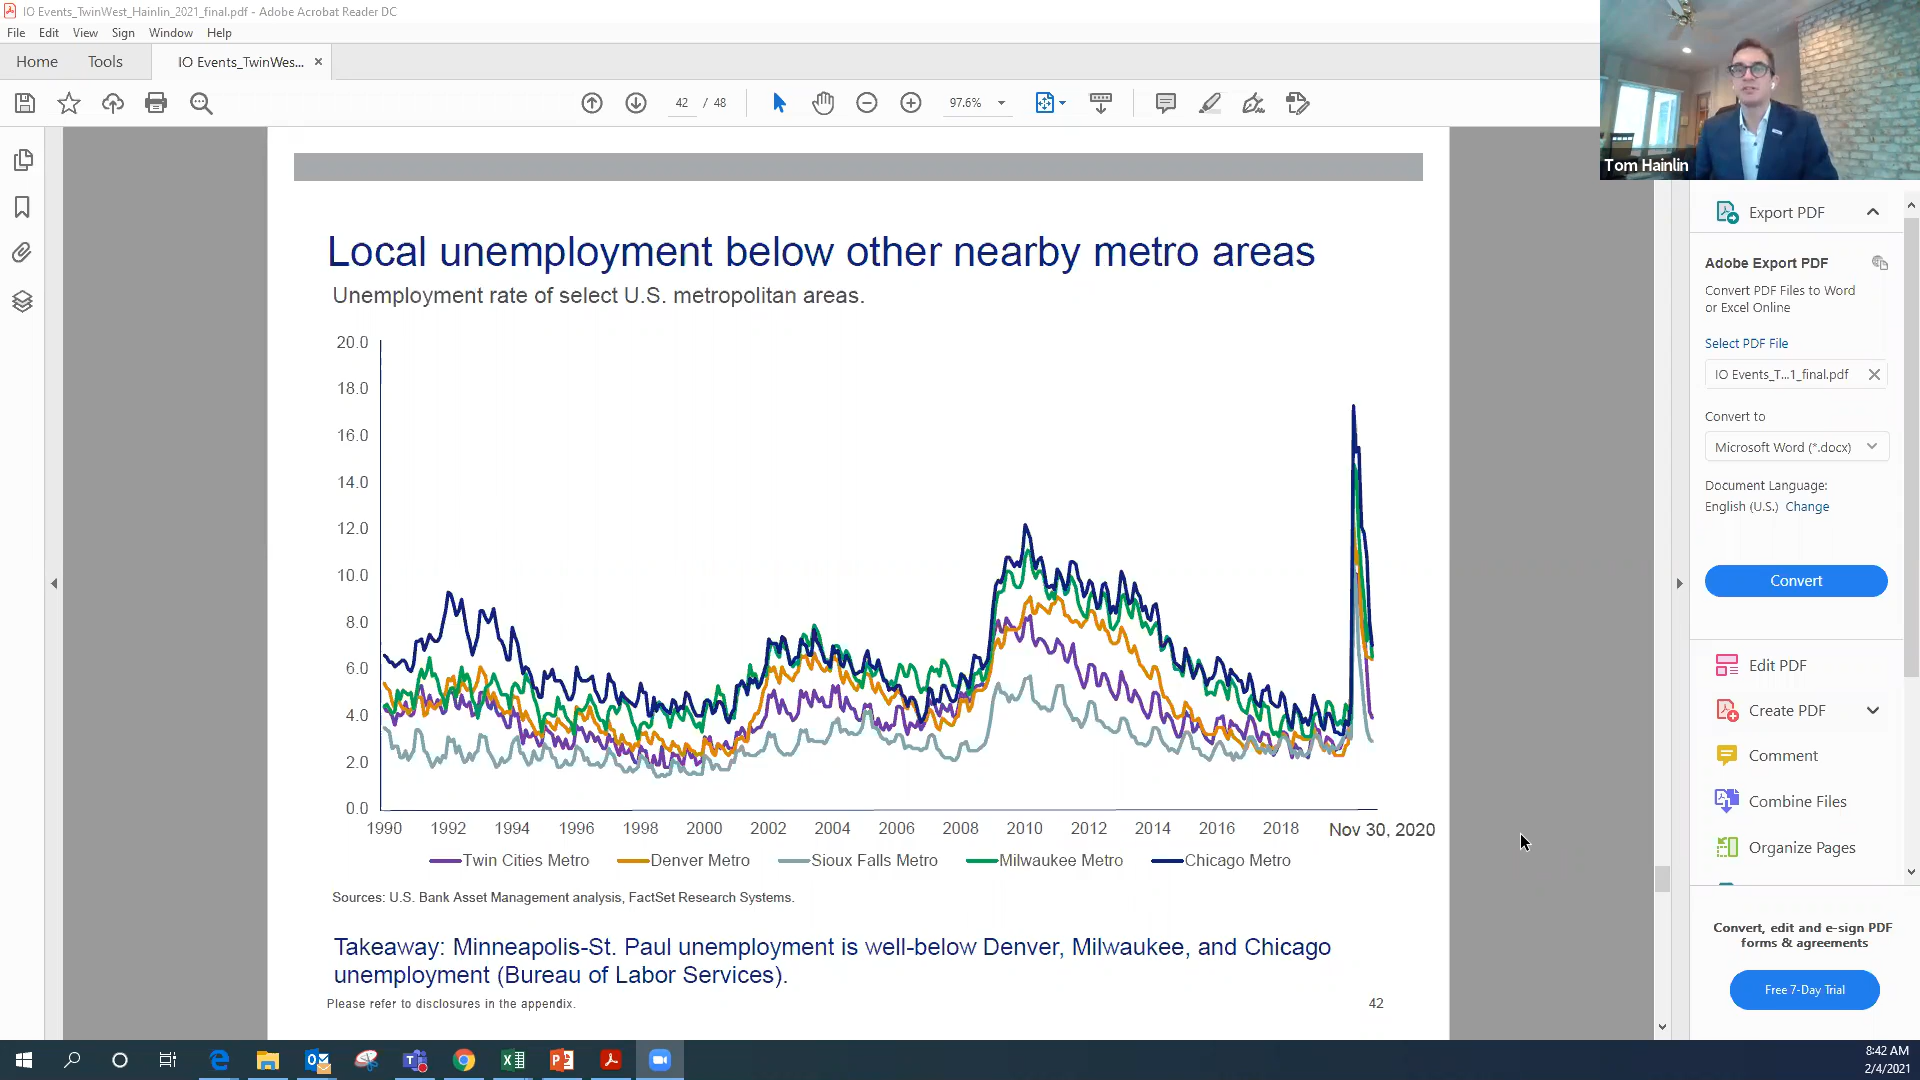 IO Events_TwinWest_Hainlin_2021_final.pdf - Adobe Acrobat Reader DC
File Edit View Sign Window Help
Home Tools IO Events_TwinWes... ×
42 / 48 97.6%
Tom Hainlin
Local unemployment below other nearby metro areas
Unemployment rate of select U.S. metropolitan areas.
20.0
18.0
16.0
14.0
12.0
10.0
8.0
6.0
4.0
2.0
0.0
1990 1992 1994 1996 1998 2000 2002 2004 2006 2008 2010 2012 2014 2016 2018 Nov 30, 2020
Twin Cities Metro Denver Metro Sioux Falls Metro Milwaukee Metro Chicago Metro
Sources: U.S. Bank Asset Management analysis, FactSet Research Systems.
Takeaway: Minneapolis-St. Paul unemployment is well-below Denver, Milwaukee, and Chicago
unemployment (Bureau of Labor Services).
Please refer to disclosures in the appendix.
42
Export PDF
Adobe Export PDF
Convert PDF Files to Word
or Excel Online
Select PDF File
IO Events_T...1_final.pdf
Convert to
Microsoft Word (*.docx)
Document Language:
English (U.S.) Change
Convert
Edit PDF
Create PDF
Comment
Combine Files
Organize Pages
Convert, edit and e-sign PDF
forms & agreements
Free 7-Day Trial
8:42 AM
2/4/2021